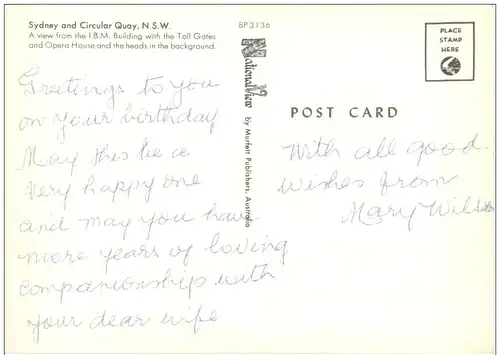 Sydney and Circular Quay, N.S.W.
A view from the I.B.M. Building with the Toll Gates
and Opera House and the heads in the background.
BP3136
PLACE
STAMP
HERE
NationalView
by Murfett Publishers, Australia
POST CARD
Greetings to you
on your birthday
May this be a
very happy one
and may you have
more years of loving
companionship with
your dear wife
With all good
wishes from
Mary